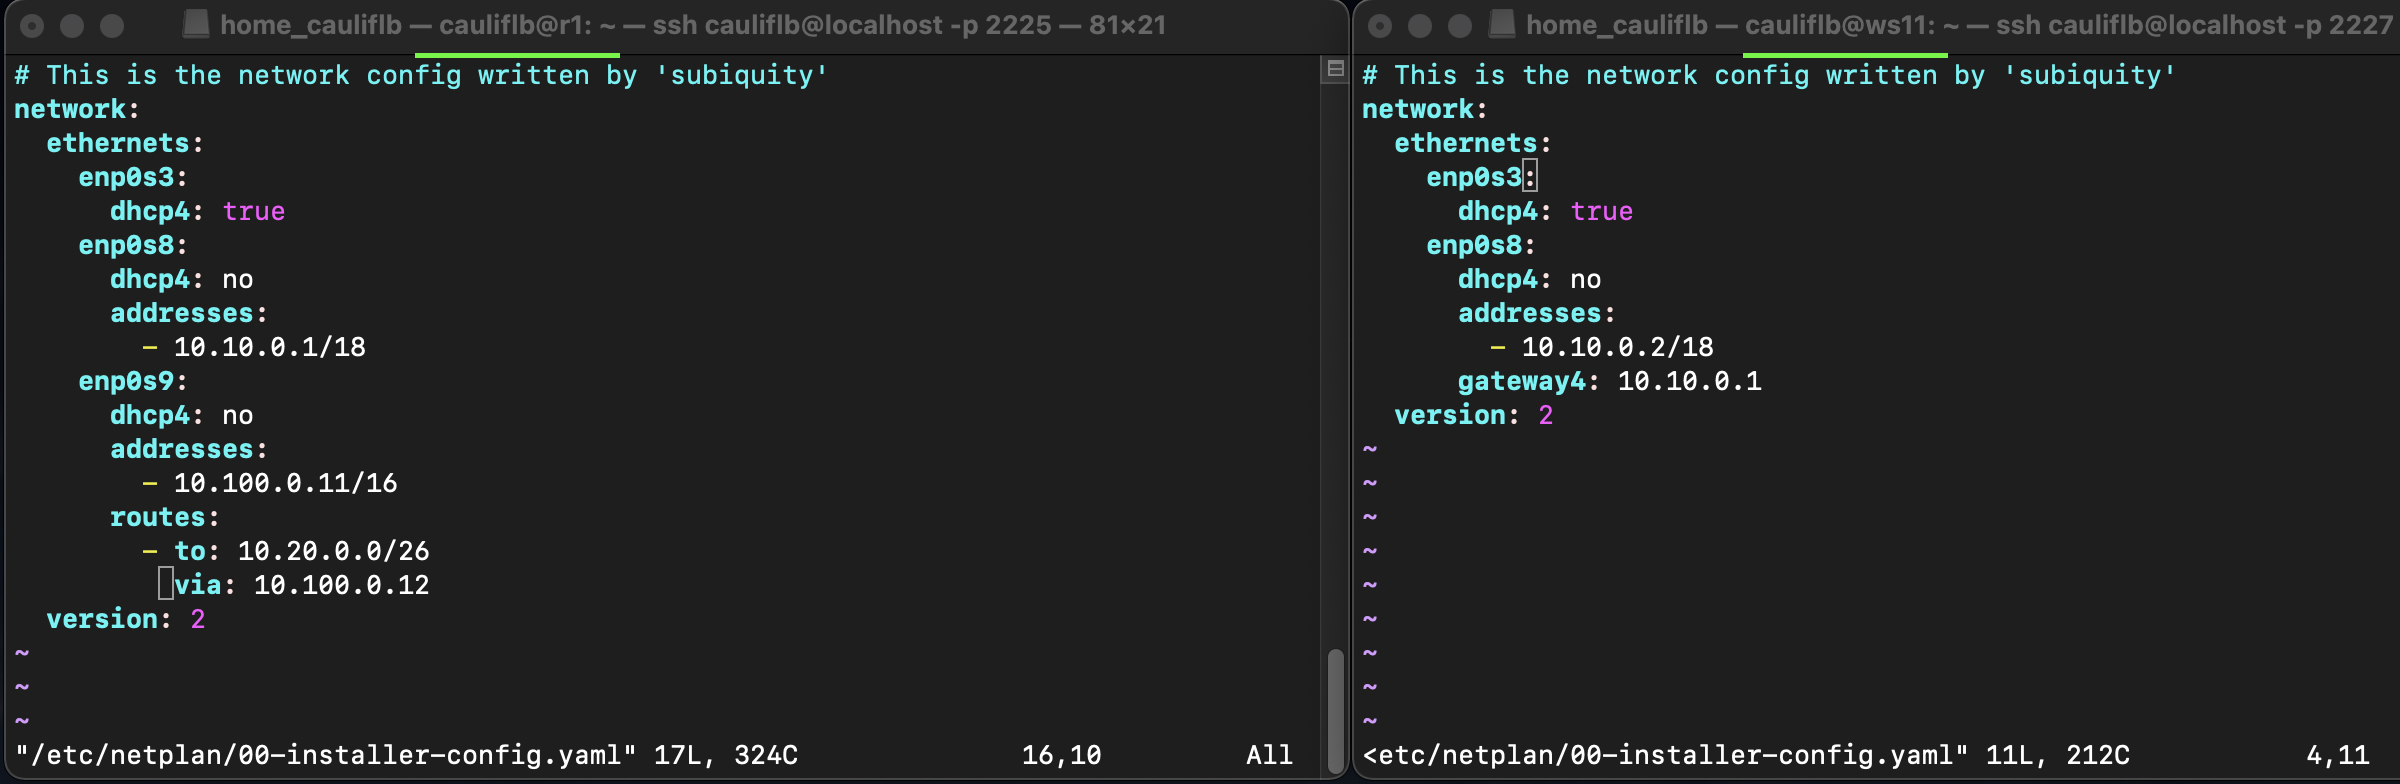 home_cauliflb — cauliflb@r1: ~ — ssh cauliflb@localhost -p 2225 — 81×21
# This is the network config written by 'subiquity'
network:
  ethernets:
    enp0s3:
      dhcp4: true
    enp0s8:
      dhcp4: no
      addresses:
        - 10.10.0.1/18
    enp0s9:
      dhcp4: no
      addresses:
        - 10.100.0.11/16
      routes:
        - to: 10.20.0.0/26
          via: 10.100.0.12
  version: 2
~
~
~
"/etc/netplan/00-installer-config.yaml" 17L, 324C 16,10 All
home_cauliflb — cauliflb@ws11: ~ — ssh cauliflb@localhost -p 2227
# This is the network config written by 'subiquity'
network:
  ethernets:
    enp0s3:
      dhcp4: true
    enp0s8:
      dhcp4: no
      addresses:
        - 10.10.0.2/18
      gateway4: 10.10.0.1
  version: 2
~
~
~
~
~
~
~
~
~
<etc/netplan/00-installer-config.yaml" 11L, 212C 4,11